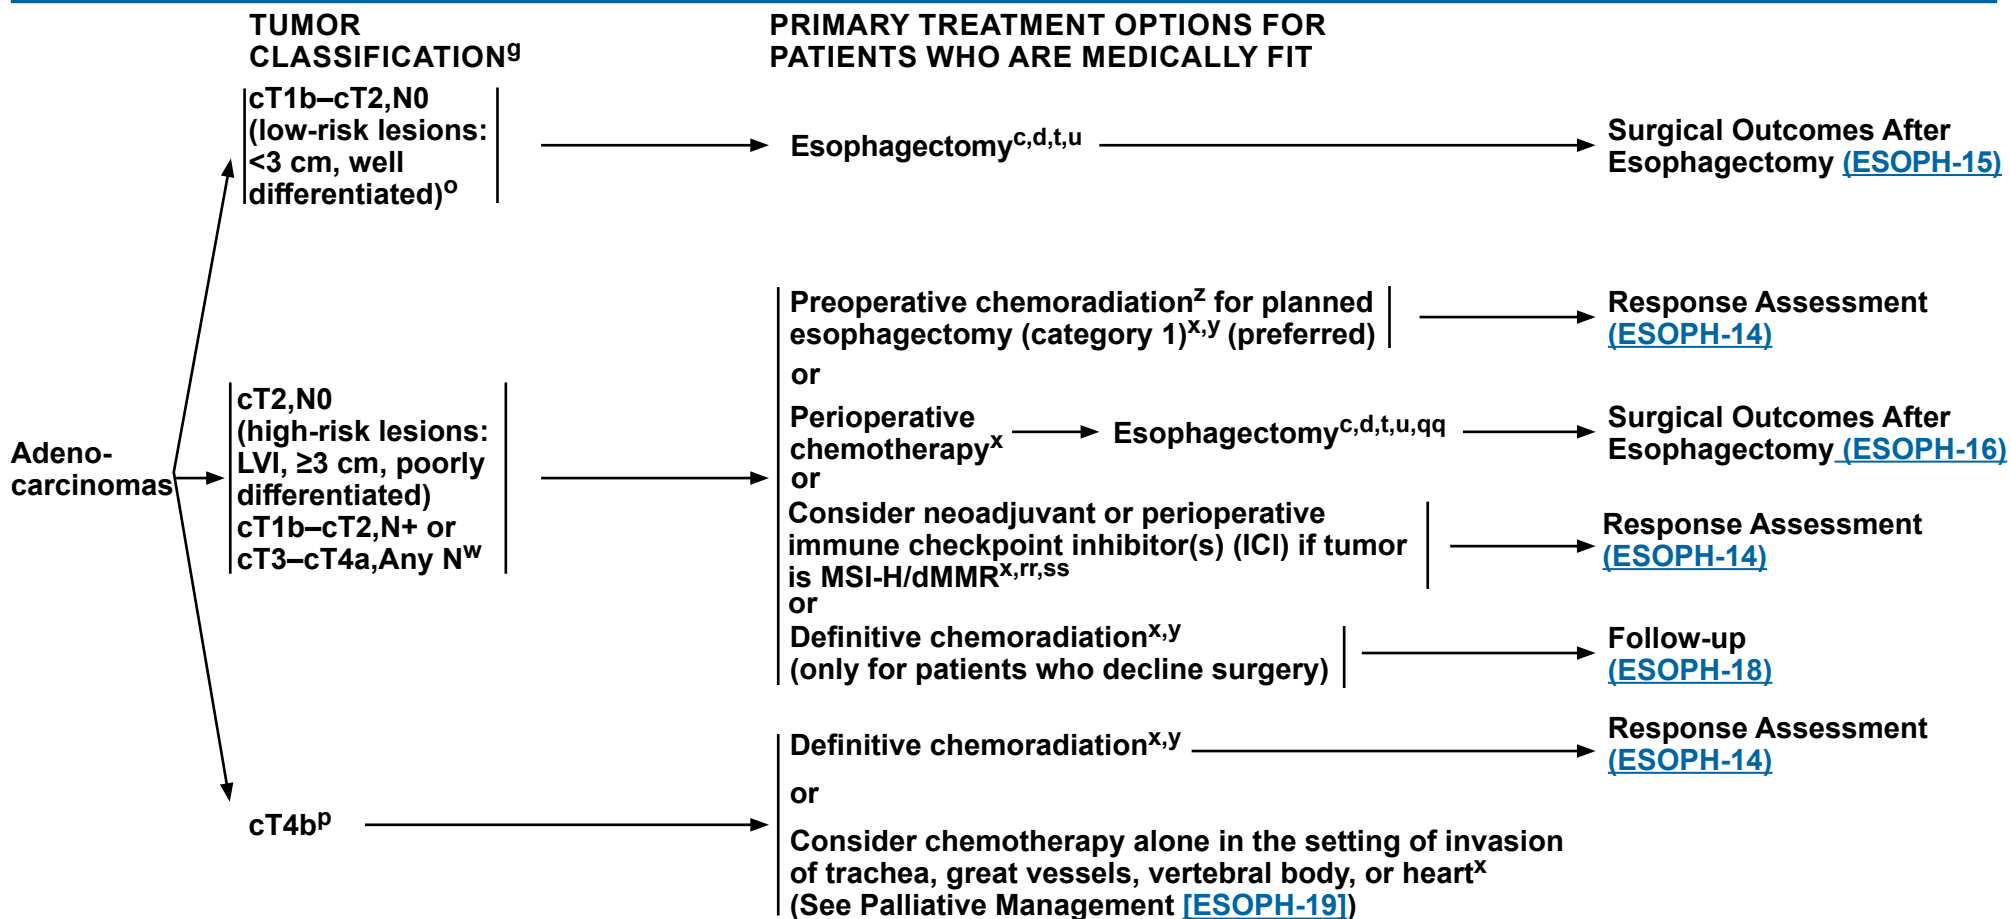 TUMOR
CLASSIFICATIONg
PRIMARY TREATMENT OPTIONS FOR
PATIENTS WHO ARE MEDICALLY FIT
cT1b–cT2,N0
(low-risk lesions:
<3 cm, well
differentiated)o
Esophagectomyc,d,t,u
Surgical Outcomes After
Esophagectomy (ESOPH-15)
Adeno-
carcinomas
cT2,N0
(high-risk lesions:
LVI, ≥3 cm, poorly
differentiated)
cT1b–cT2,N+ or
cT3–cT4a,Any Nw
Preoperative chemoradiationz for planned
esophagectomy (category 1)x,y (preferred)
Response Assessment
(ESOPH-14)
or
Perioperative
chemotherapyx
Esophagectomyc,d,t,u,qq
Surgical Outcomes After
Esophagectomy (ESOPH-16)
or
Consider neoadjuvant or perioperative
immune checkpoint inhibitor(s) (ICI) if tumor
is MSI-H/dMMRx,rr,ss
Response Assessment
(ESOPH-14)
or
Definitive chemoradiationx,y
(only for patients who decline surgery)
Follow-up
(ESOPH-18)
cT4bp
Definitive chemoradiationx,y
Response Assessment
(ESOPH-14)
or
Consider chemotherapy alone in the setting of invasion
of trachea, great vessels, vertebral body, or heartx
(See Palliative Management [ESOPH-19])